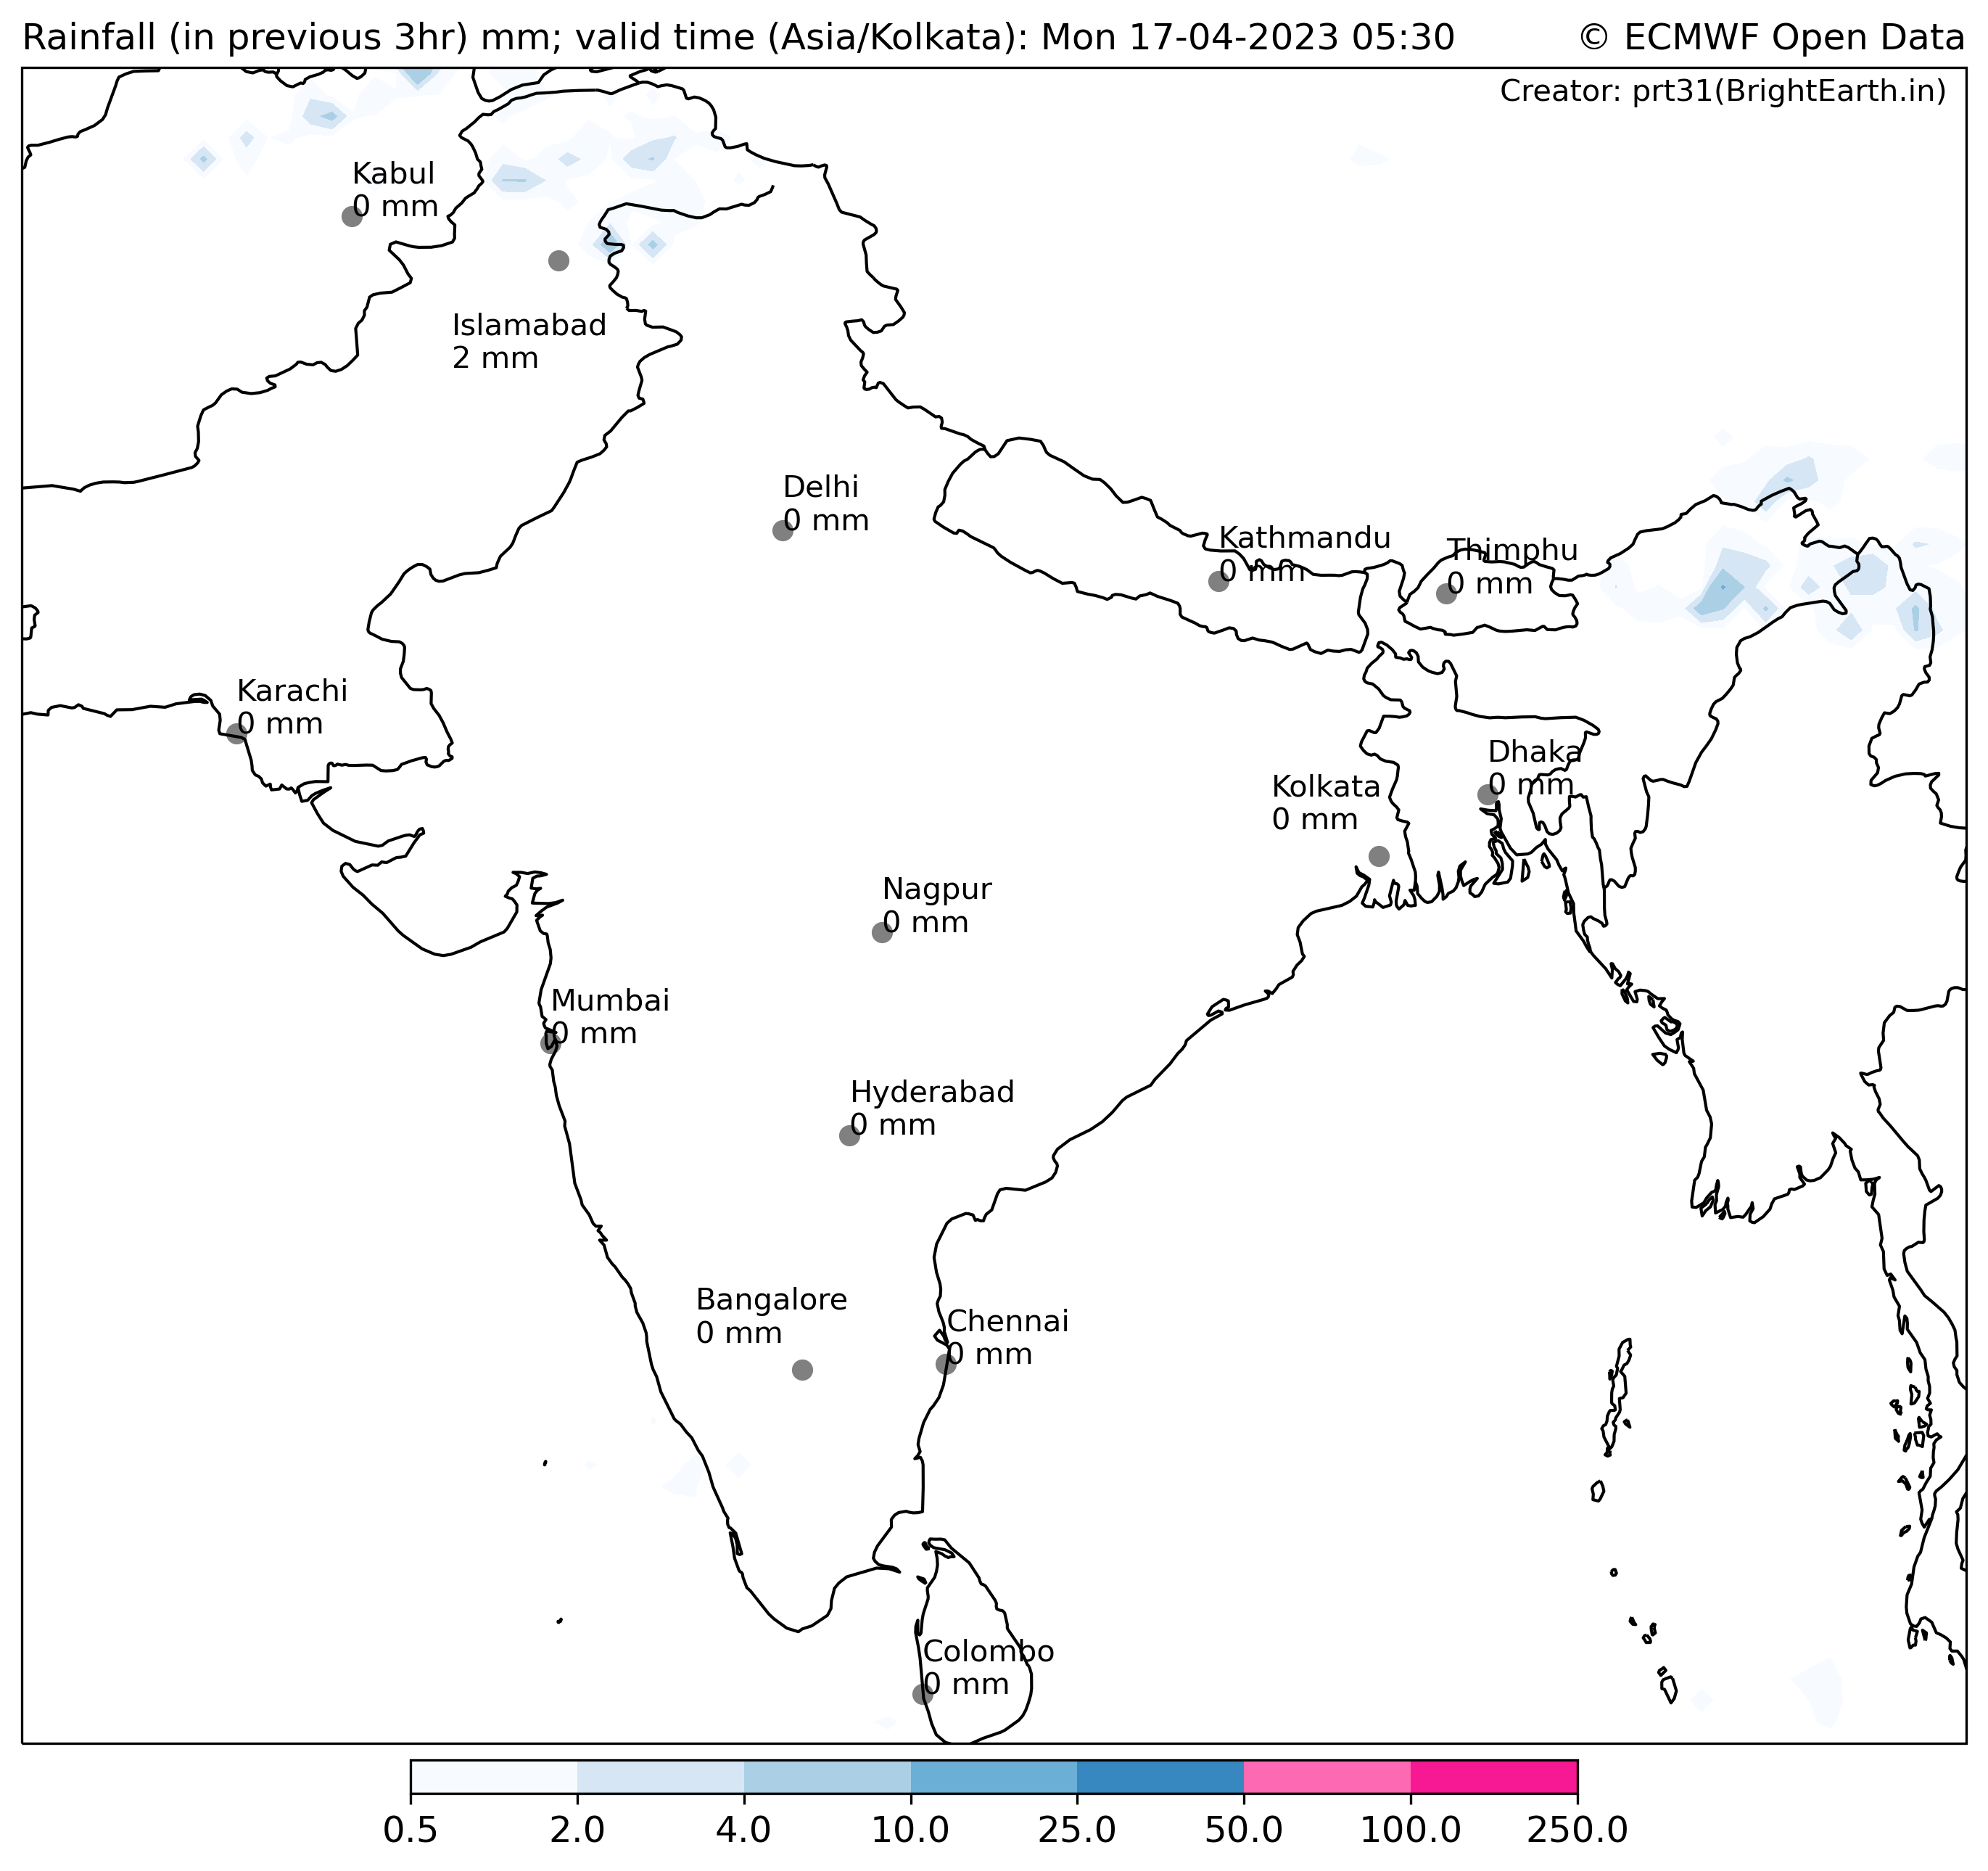 Rainfall (in previous 3hr) mm; valid time (Asia/Kolkata): Mon 17-04-2023 05:30
© ECMWF Open Data
Creator: prt31(BrightEarth.in)
Kabul
0 mm
Islamabad
2 mm
Delhi
0 mm
Kathmandu
0 mm
Thimphu
0 mm
Karachi
0 mm
Dhaka
0 mm
Kolkata
0 mm
Nagpur
0 mm
Mumbai
0 mm
Hyderabad
0 mm
Bangalore
0 mm
Chennai
0 mm
Colombo
0 mm
0.5 2.0 4.0 10.0 25.0 50.0 100.0 250.0